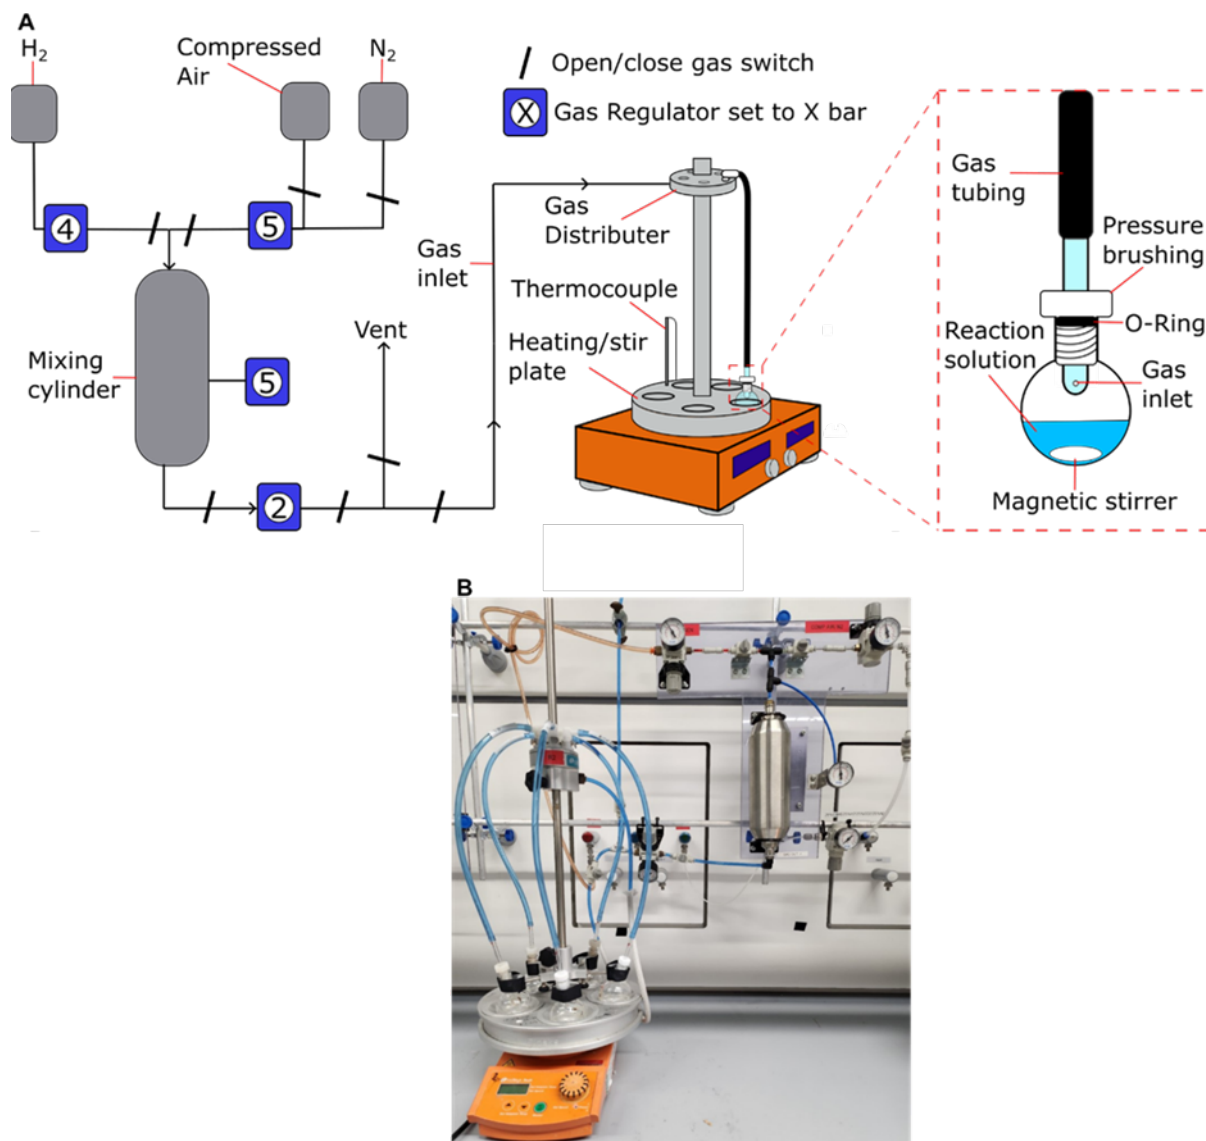 A
H₂
Compressed
Air
N₂
Open/close gas switch
X
Gas Regulator set to X bar
4
5
Gas
Distributer
Gas
inlet
Thermocouple
Heating/stir
plate
Mixing
cylinder
5
Vent
2
Gas
tubing
Pressure
brushing
O-Ring
Reaction
solution
Gas
inlet
Magnetic stirrer
B